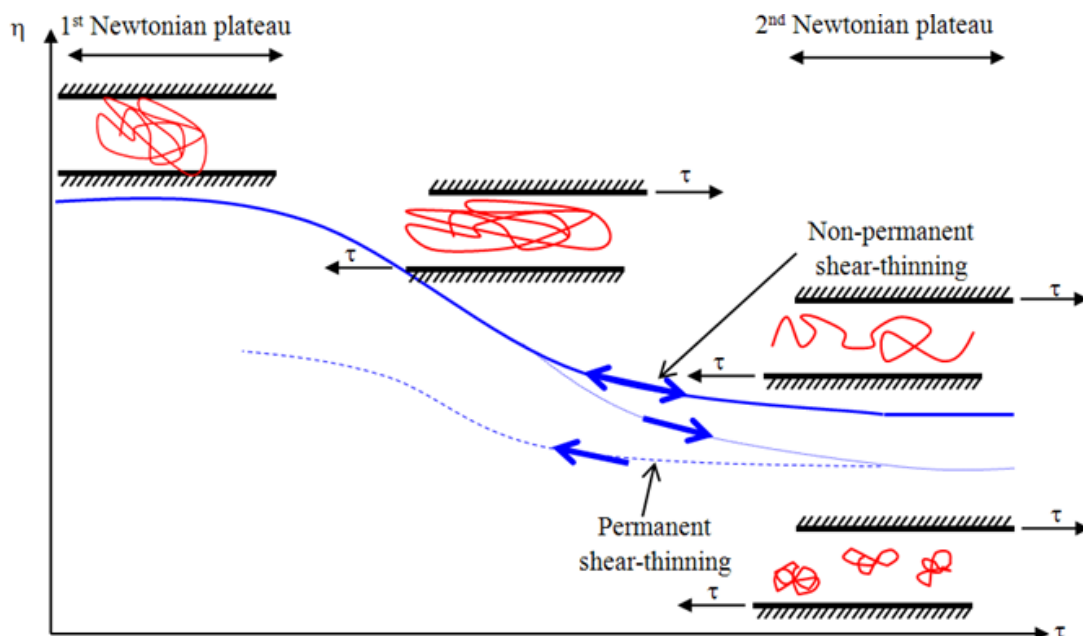 η
1st Newtonian plateau
2nd Newtonian plateau
τ
τ
Non-permanent
shear-thinning
τ
τ
Permanent
shear-thinning
τ
τ
τ